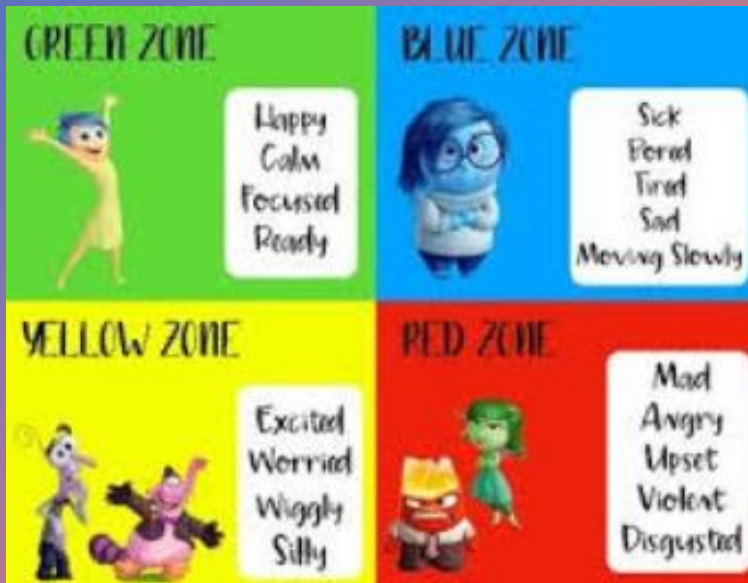 GREEN ZONE
Happy
Calm
Focused
Ready
BLUE ZONE
Sick
Bored
Tired
Sad
Moving Slowly
YELLOW ZONE
Excited
Worried
Wiggly
Silly
RED ZONE
Mad
Angry
Upset
Violent
Disgusted